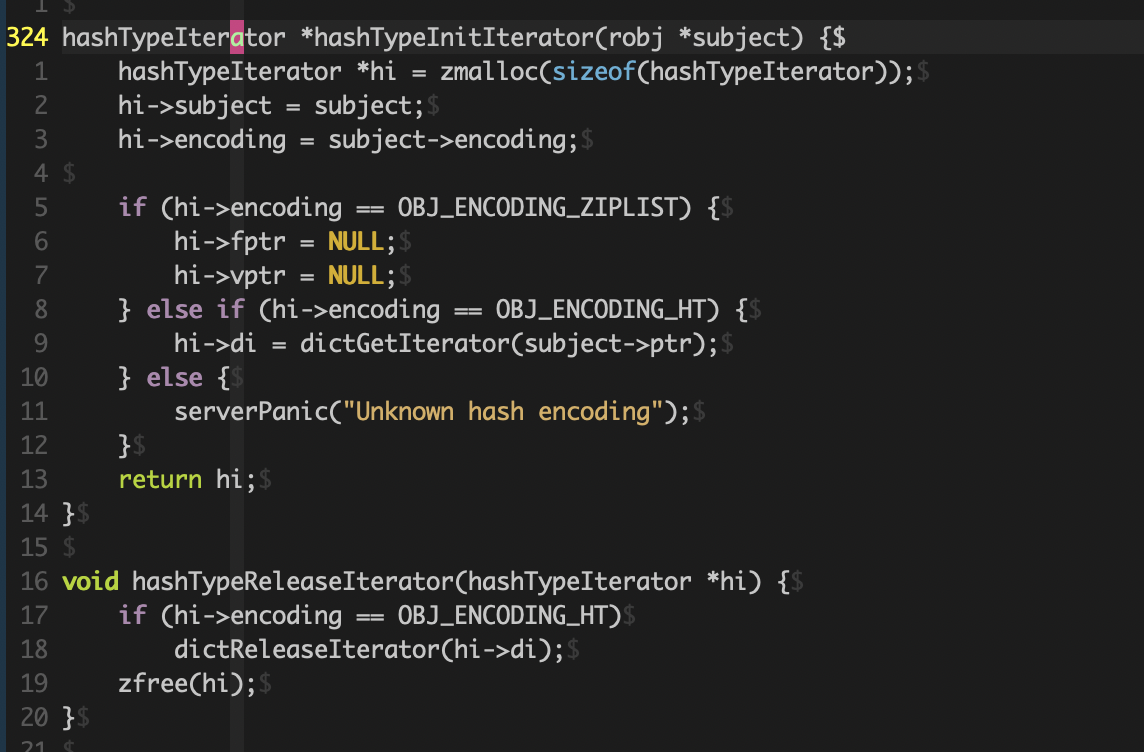 1 $
324 hashTypeIterator *hashTypeInitIterator(robj *subject) {$
1 hashTypeIterator *hi = zmalloc(sizeof(hashTypeIterator));$
2 hi->subject = subject;$
3 hi->encoding = subject->encoding;$
4 $
5 if (hi->encoding == OBJ_ENCODING_ZIPLIST) {$
6 hi->fptr = NULL;$
7 hi->vptr = NULL;$
8 } else if (hi->encoding == OBJ_ENCODING_HT) {$
9 hi->di = dictGetIterator(subject->ptr);$
10 } else {$
11 serverPanic("Unknown hash encoding");$
12 }$
13 return hi;$
14 }$
15 $
16 void hashTypeReleaseIterator(hashTypeIterator *hi) {$
17 if (hi->encoding == OBJ_ENCODING_HT)$
18 dictReleaseIterator(hi->di);$
19 zfree(hi);$
20 }$
21 $